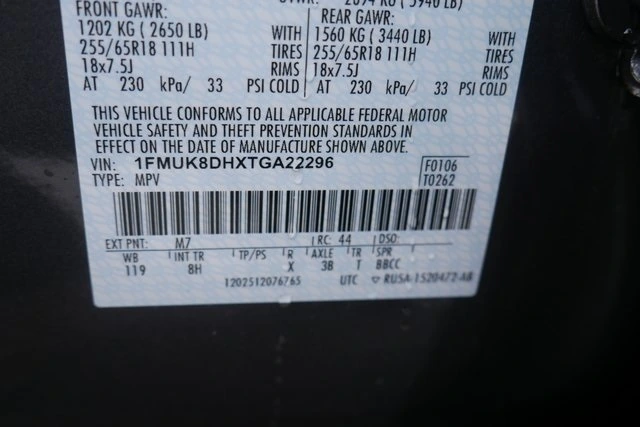 FRONT GAWR:
1202 KG ( 2650 LB) WITH
255/65R18 111H TIRES
18x7.5J RIMS
AT 230 kPa/ 33 PSI COLD
REAR GAWR:
1560 KG ( 3440 LB) WITH
255/65R18 111H TIRES
18x7.5J RIMS
AT 230 kPa/ 33 PSI COLD
THIS VEHICLE CONFORMS TO ALL APPLICABLE FEDERAL MOTOR
VEHICLE SAFETY AND THEFT PREVENTION STANDARDS IN
EFFECT ON THE DATE OF MANUFACTURE SHOWN ABOVE.
VIN: 1FMUK8DHXTGA22296 F0106
TYPE: MPV T0262
EXT PNT: M7 RC: 44 DSO:
WB INT TR TP/PS R AXLE TR SPR
119 8H X 38 T BBCC
1202512076765 UTC RUSA-1520472-AB